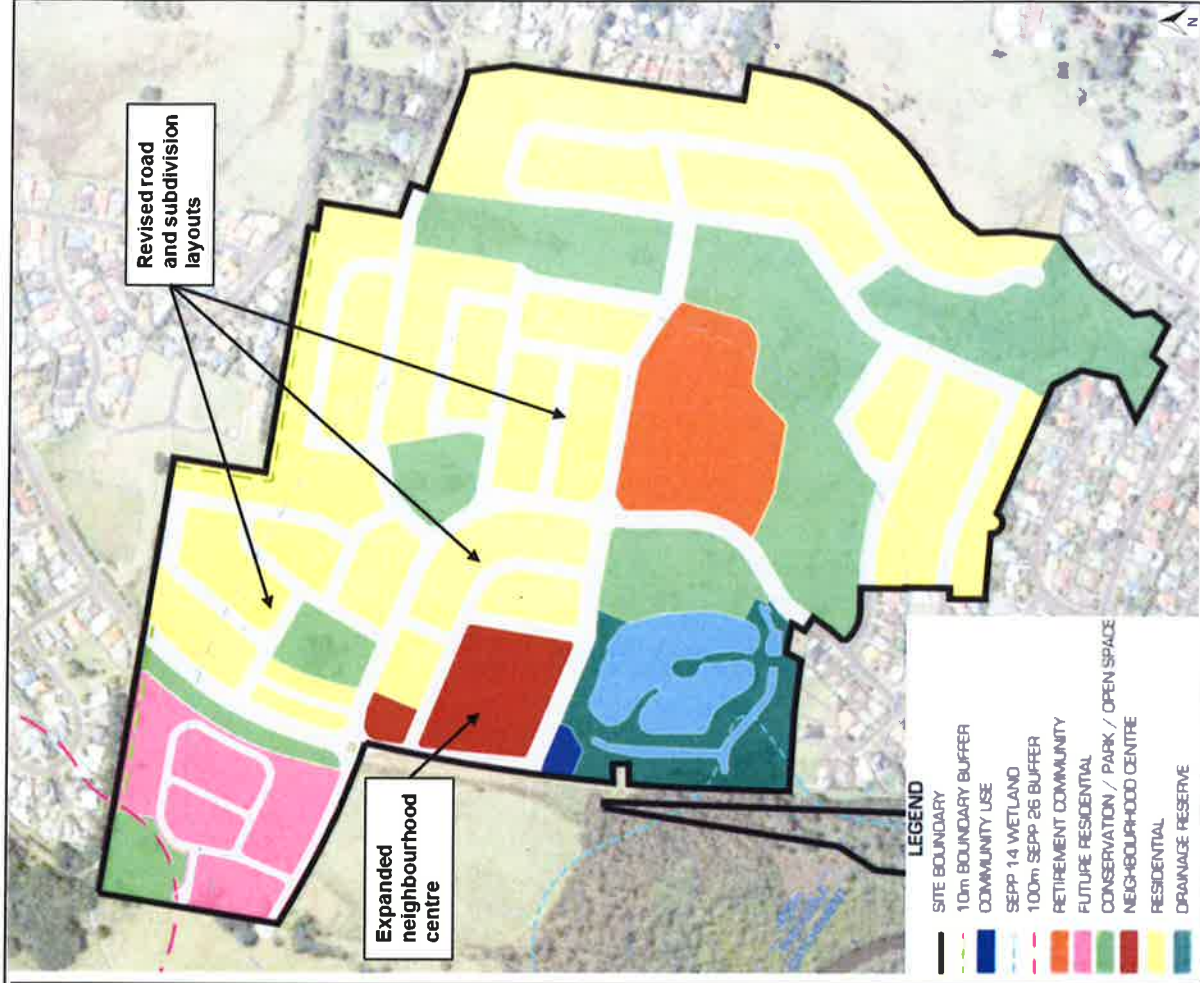 Revised road
and subdivision
layouts
Expanded
neighbourhood
centre
N
LEGEND
SITE BOUNDARY
10m BOUNDARY BUFFER
COMMUNITY USE
SEPP 14 WETLAND
100m SEPP 26 BUFFER
RETIREMENT COMMUNITY
FUTURE RESIDENTIAL
CONSERVATION / PARK / OPEN SPACE
NEIGHBOURHOOD CENTRE
RESIDENTIAL
DRAINAGE RESERVE